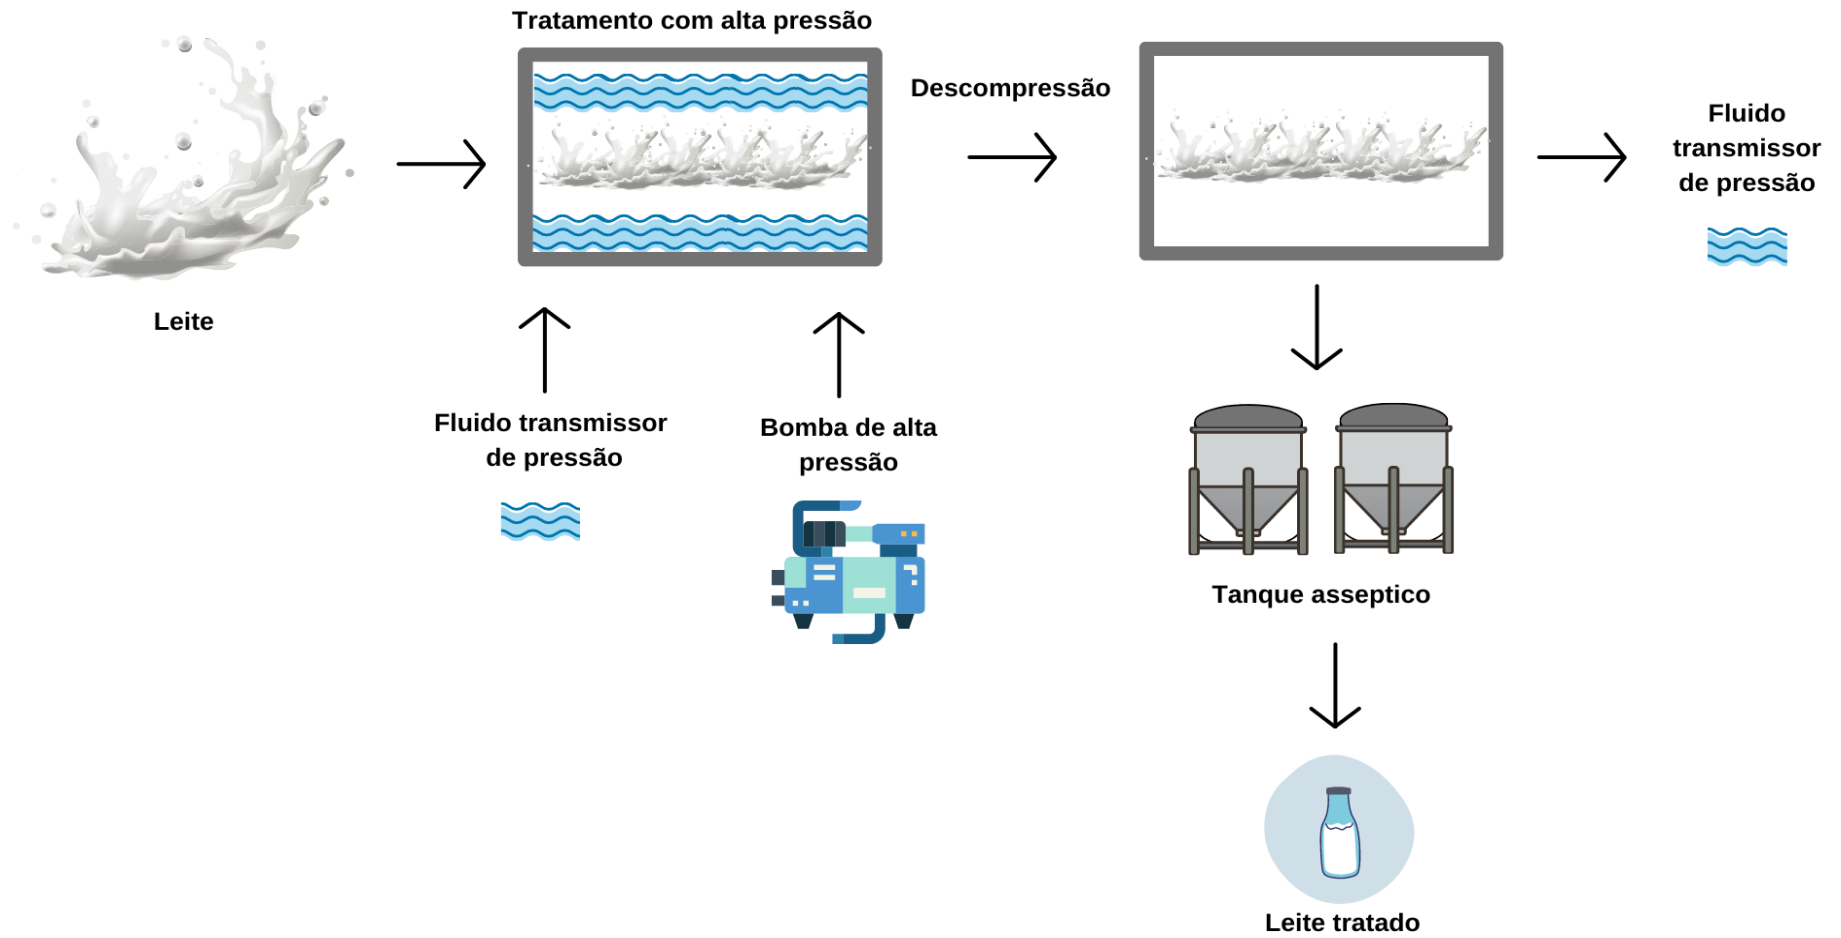 Tratamento com alta pressão
Descompressão
Fluido
transmissor
de pressão
Leite
Fluido transmissor
de pressão
Bomba de alta
pressão
Tanque asseptico
Leite tratado